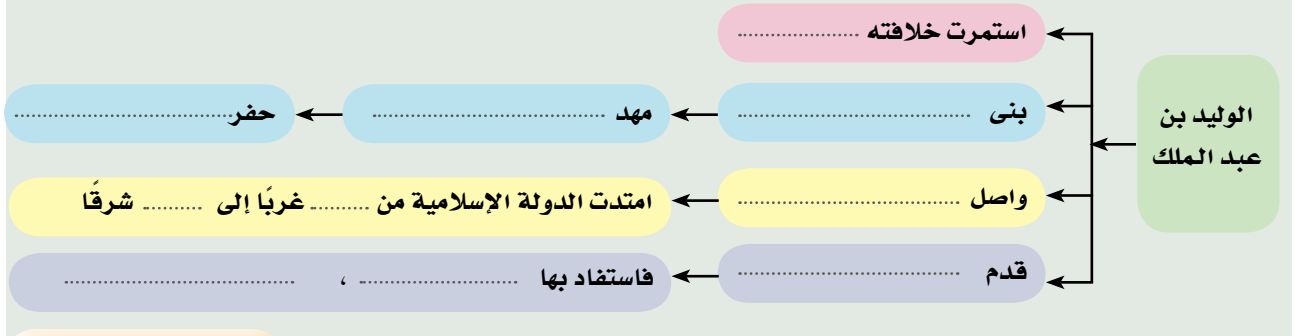 الوليد بن
عبد الملك
استمرت خلافته ......................
بنى ...........................................
مهد ...........................................
حفر........................................
واصل .........................................
امتدت الدولة الإسلامية من ........... غربًا إلى ........... شرقًا
قدم .........................................
فاستفاد بها ............................. ، ..........................................